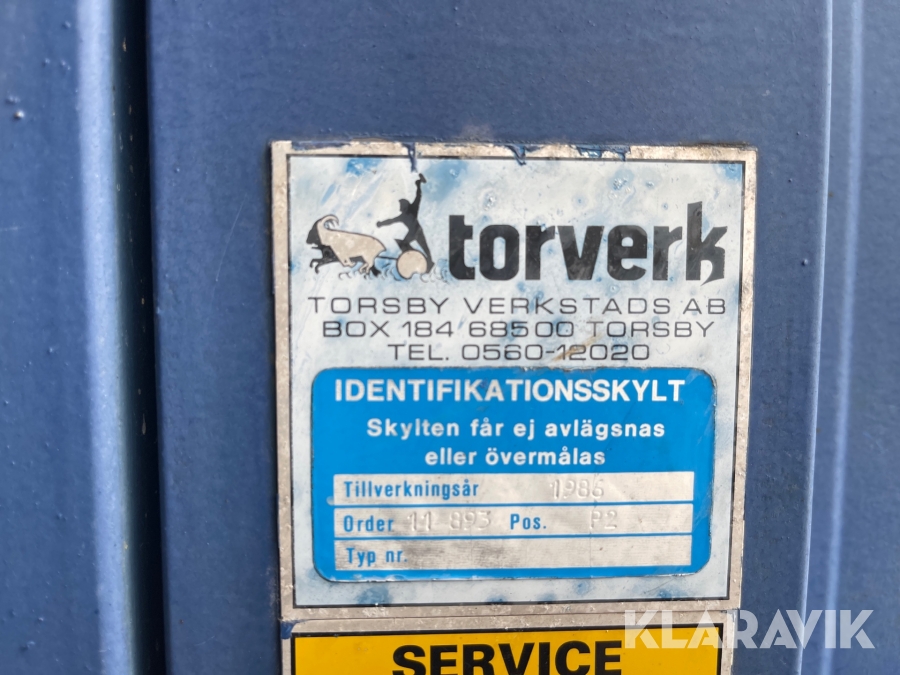 torverk
TORSBY VERKSTADS AB
BOX 184 68500 TORSBY
TEL. 0560-12020
IDENTIFIKATIONSSKYLT
Skylten får ej avlägsnas
eller övermålas
Tillverkningsår 1986
Order 11 893 Pos. P2
Typ nr.
SERVICE
KLARAVIK